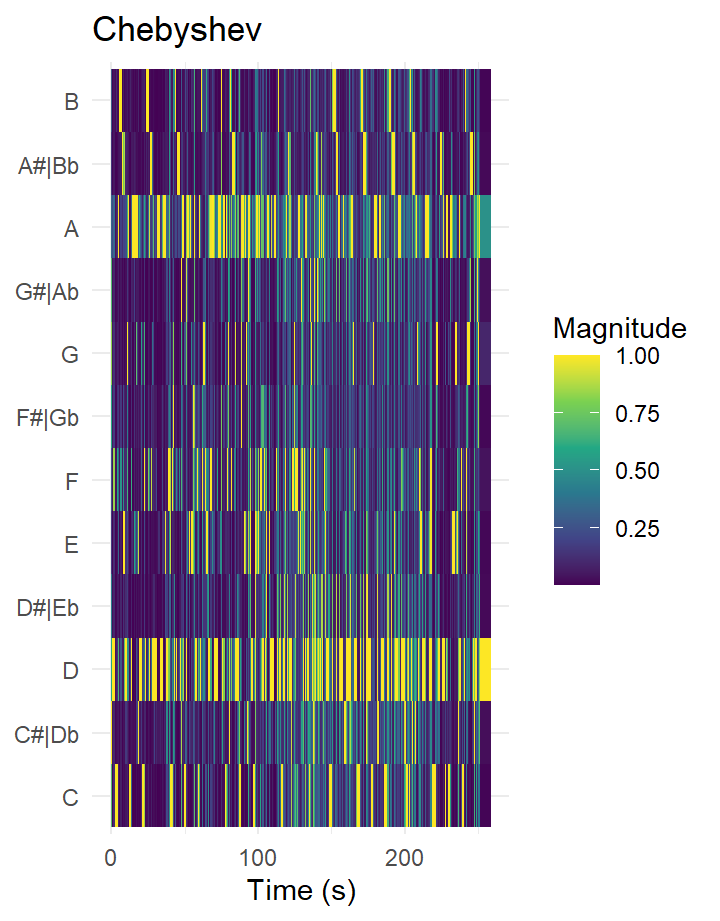 Chebyshev
B
A#|Bb
A
G#|Ab
G
F#|Gb
F
E
D#|Eb
D
C#|Db
C
0 100 200
Time (s)
Magnitude
1.00
0.75
0.50
0.25